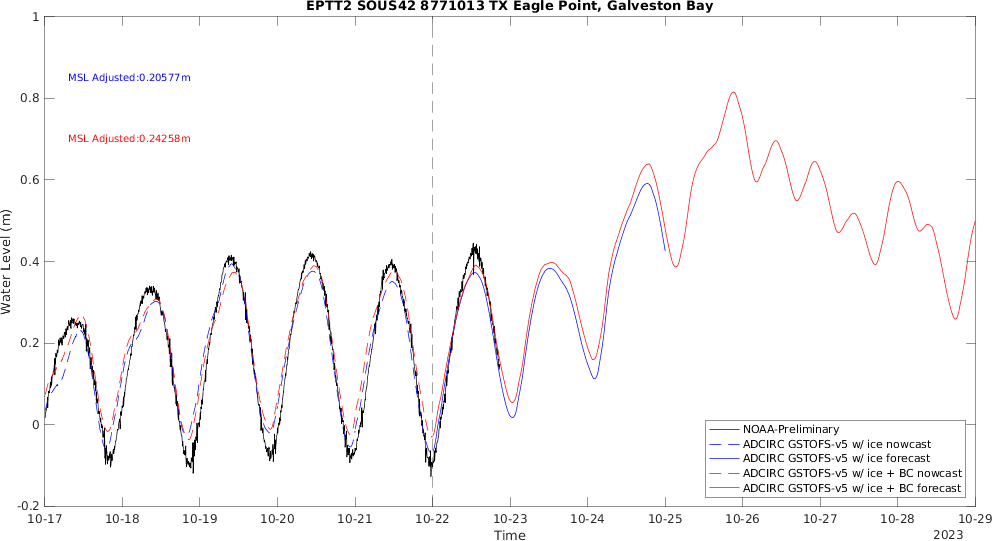 EPTT2 SOUS42 8771013 TX Eagle Point, Galveston Bay
1
0.8
0.6
0.4
0.2
0
-0.2
Water Level (m)
MSL Adjusted:0.20577m
MSL Adjusted:0.24258m
NOAA-Preliminary
ADCIRC GSTOFS-v5 w/ ice nowcast
ADCIRC GSTOFS-v5 w/ ice forecast
ADCIRC GSTOFS-v5 w/ ice + BC nowcast
ADCIRC GSTOFS-v5 w/ ice + BC forecast
10-17 10-18 10-19 10-20 10-21 10-22 10-23 10-24 10-25 10-26 10-27 10-28 10-29
Time
2023